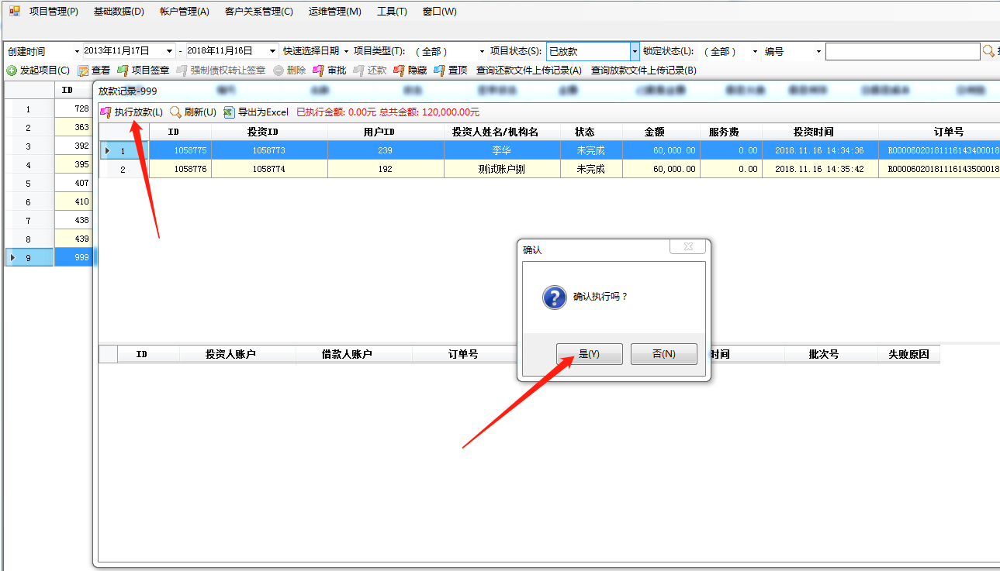 项目管理(P) 基础数据(D) 帐户管理(A) 客户关系管理(C) 运维管理(M) 工具(T) 窗口(W)
创建时间 2013年11月17日 - 2018年11月16日 快速选择日期 项目类型(T): (全部) 项目状态(S): 已放款 锁定状态(L): (全部) 编号
发起项目(C) 查看 项目签章 强制债权转让签章 删除 审批 还款 隐藏 置顶 查询还款文件上传记录(A) 查询放款文件上传记录(B)
ID
1 728
2 363
3 392
4 395
5 407
6 410
7 438
8 439
9 999
放款记录-999
执行放款(L) 刷新(U) 导出为Excel 已执行金额: 0.00元 总共金额: 120,000.00元
ID 投资ID 用户ID 投资人姓名/机构名 状态 金额 服务费 投资时间 订单号
1 1058775 1058773 239 李华 未完成 60,000.00 0.00 2018.11.16 14:34:36 R0000602018111614340001​8
2 1058776 1058774 192 测试账户捌 未完成 60,000.00 0.00 2018.11.16 14:35:42 R00006020181116143500018
确认
确认执行吗？
是(Y) 否(N)
ID 投资人账户 借款人账户 订单号 时间 批次号 失败原因